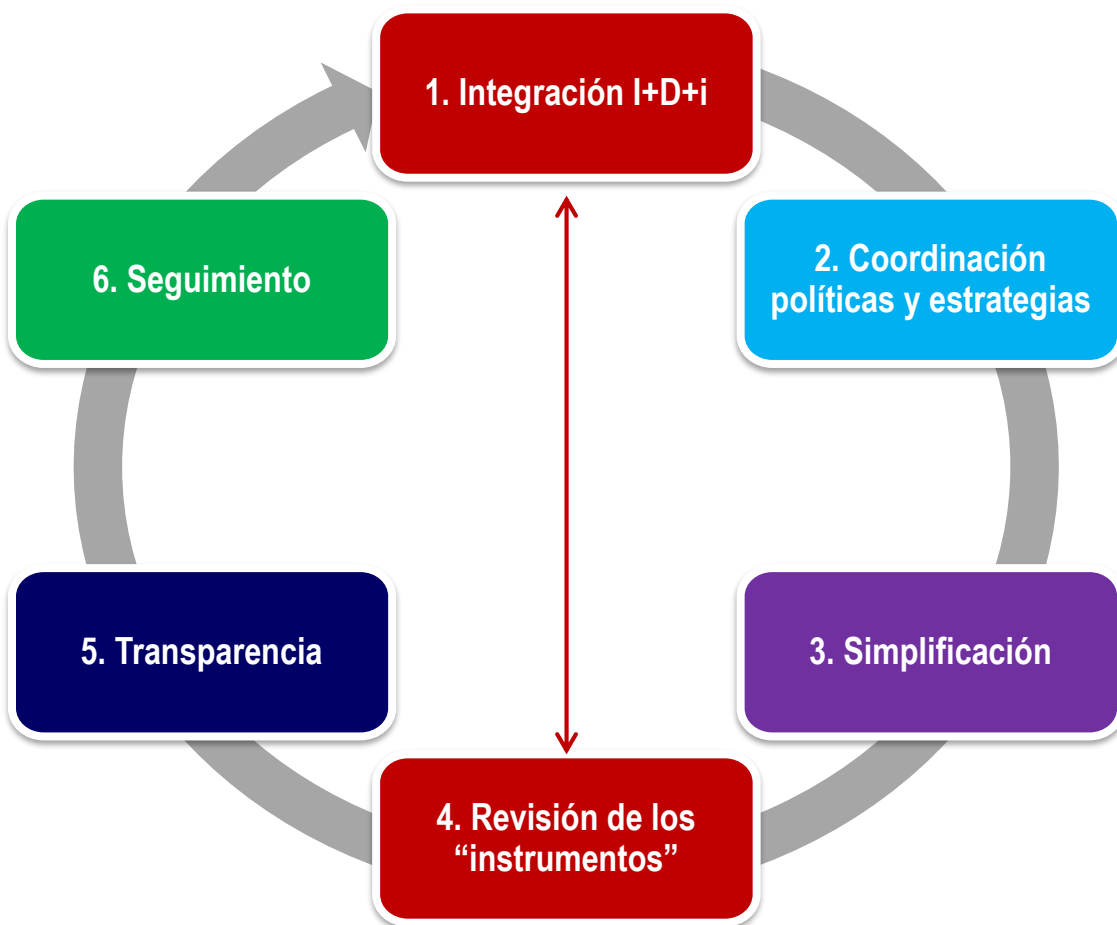 1. Integración I+D+i
2. Coordinación
políticas y estrategias
3. Simplificación
4. Revisión de los
“instrumentos”
5. Transparencia
6. Seguimiento